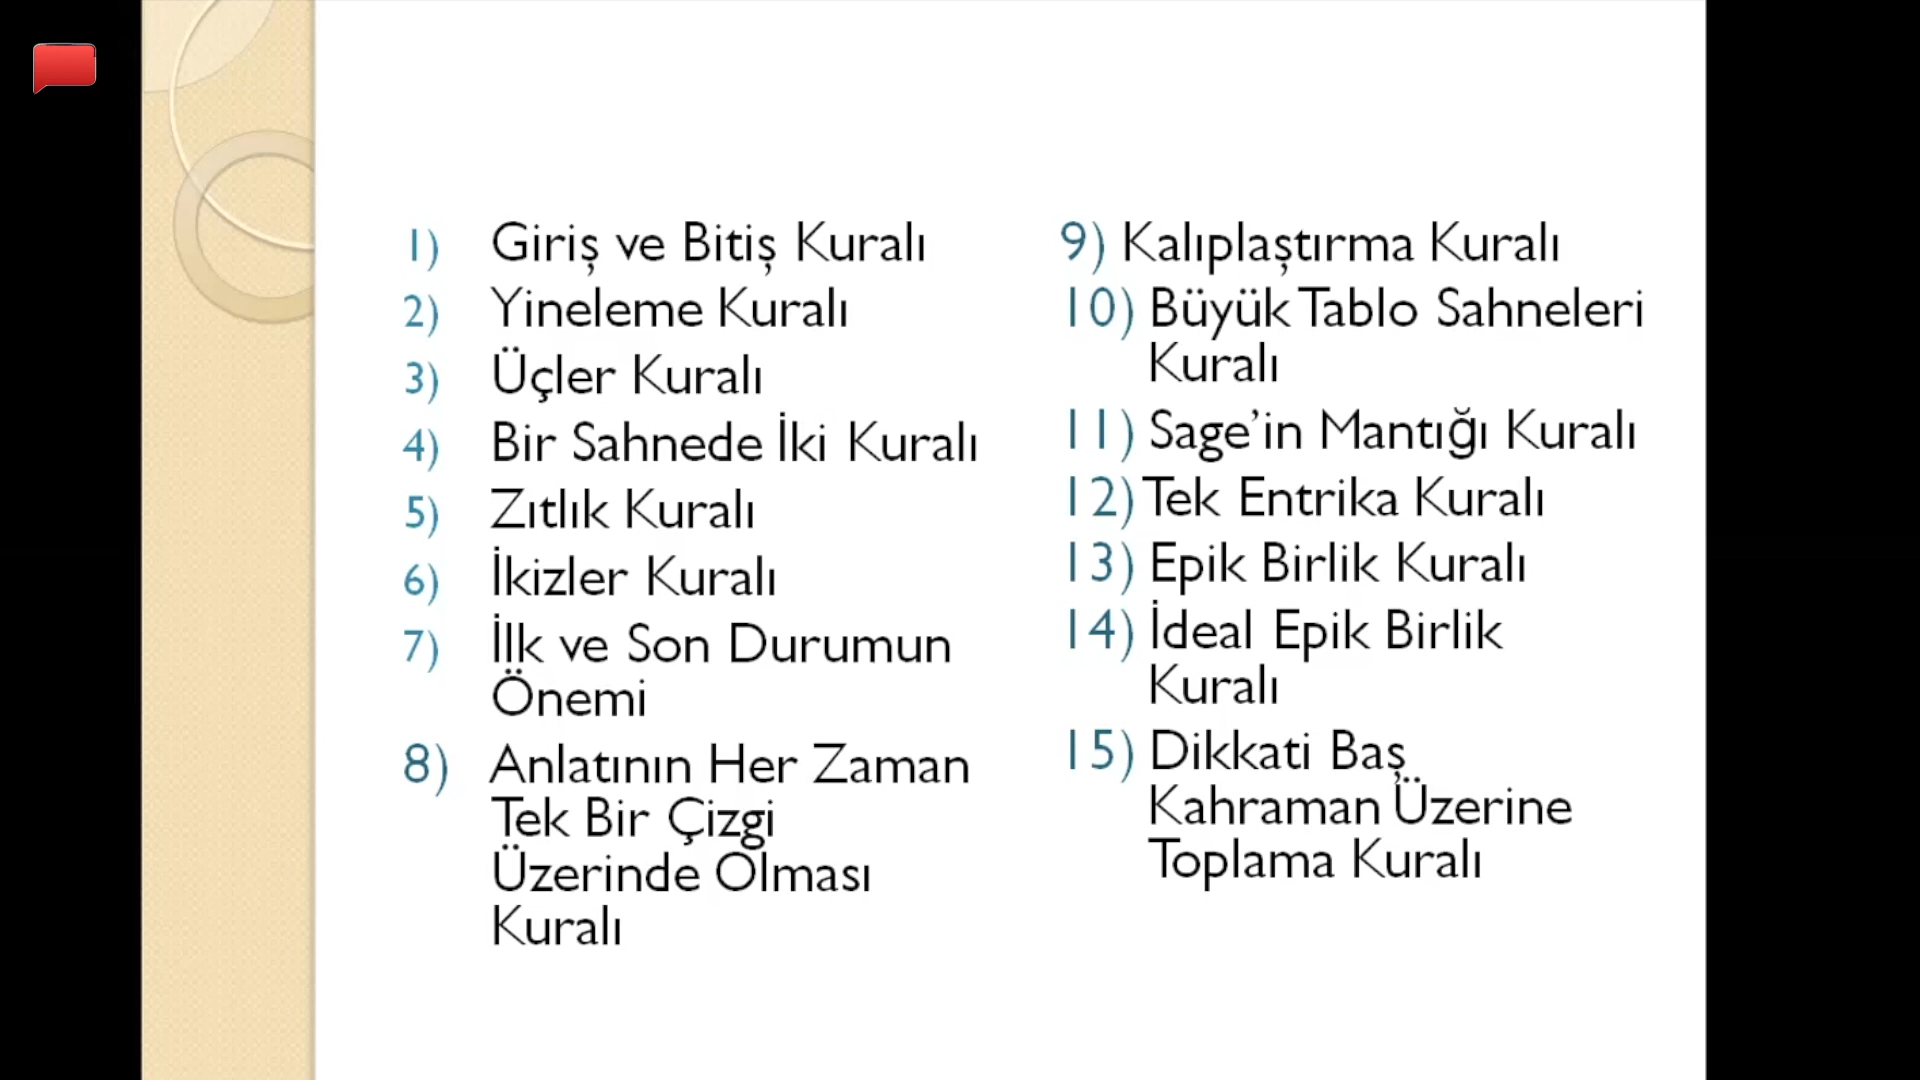 1) Giriş ve Bitiş Kuralı
2) Yineleme Kuralı
3) Üçler Kuralı
4) Bir Sahnede İki Kuralı
5) Zıtlık Kuralı
6) İkizler Kuralı
7) İlk ve Son Durumun
Önemi
8) Anlatının Her Zaman
Tek Bir Çizgi
Üzerinde Olması
Kuralı
9) Kalıplaştırma Kuralı
10) Büyük Tablo Sahneleri
Kuralı
11) Sage’in Mantığı Kuralı
12) Tek Entrika Kuralı
13) Epik Birlik Kuralı
14) İdeal Epik Birlik
Kuralı
15) Dikkati Baş
Kahraman Üzerine
Toplama Kuralı